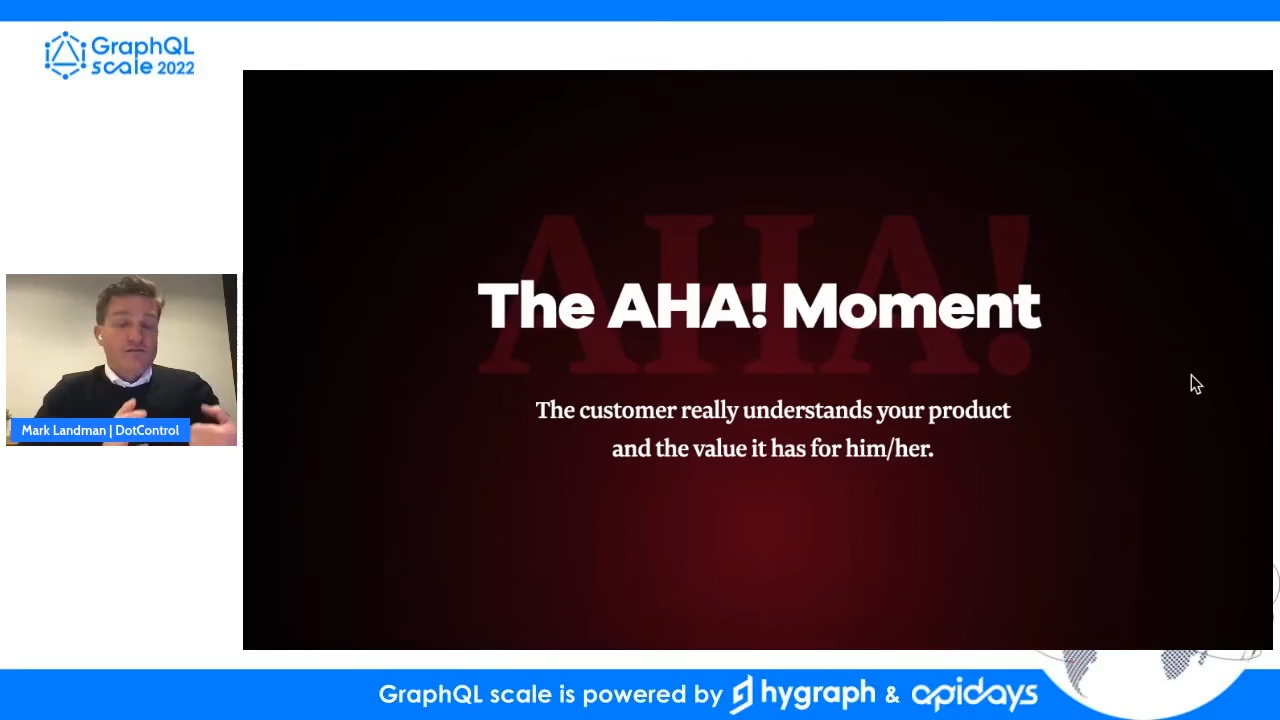 GraphQL
scale 2022
AHA!
The AHA! Moment
The customer really understands your product
and the value it has for him/her.
Mark Landman | DotControl
GraphQL scale is powered by hygraph & apidays